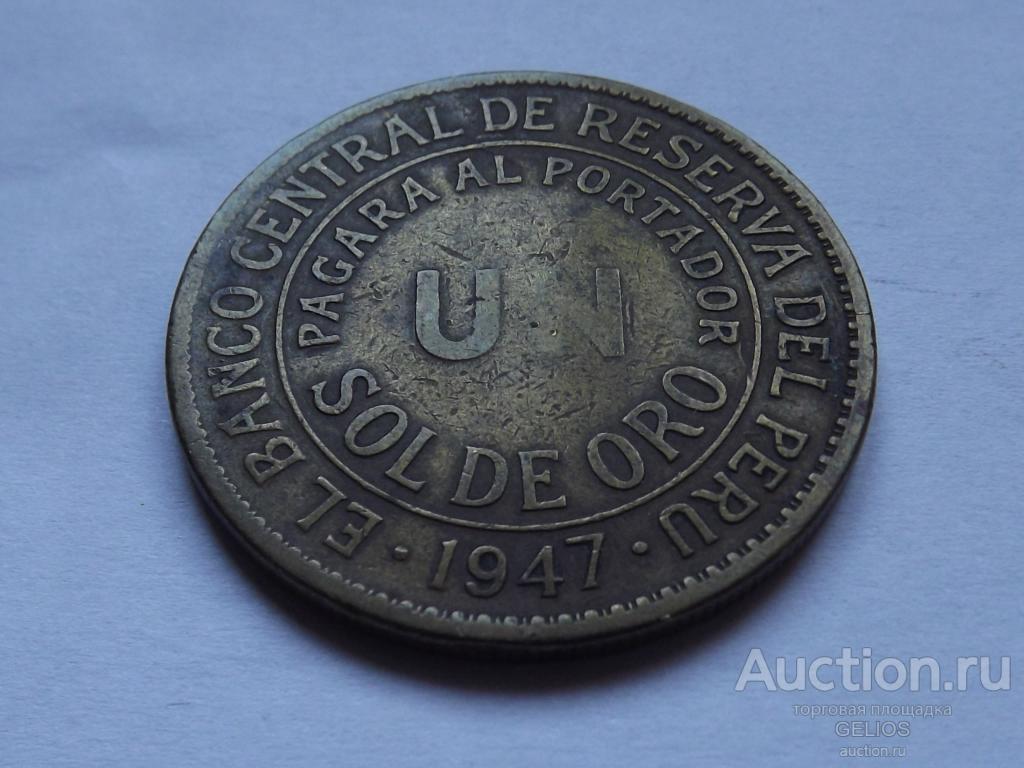 EL BANCO CENTRAL DE RESERVA DEL PERU
PAGARA AL PORTADOR
UN
SOL DE ORO
• 1947 •
Auction.ru
торговая площадка
GELIOS
auction.ru